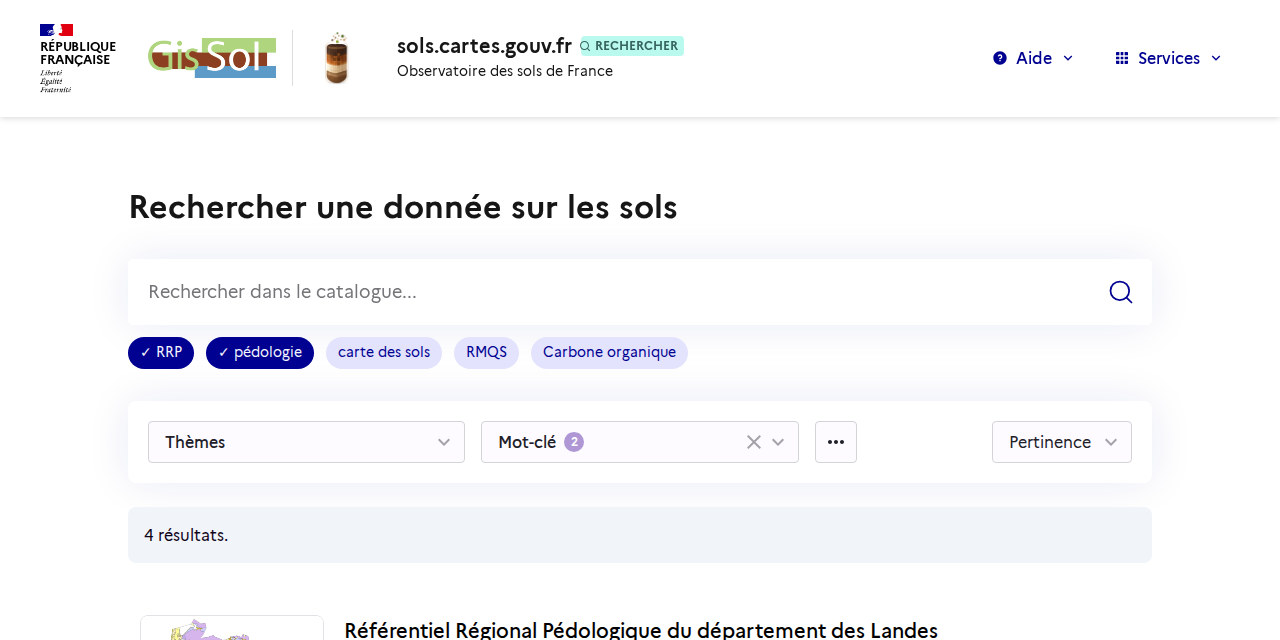 RÉPUBLIQUE
FRANÇAISE
Liberté
Égalité
Fraternité
GisSol
sols.cartes.gouv.fr RECHERCHER
Observatoire des sols de France
Aide
Services
Rechercher une donnée sur les sols
Rechercher dans le catalogue...
✓ RRP ✓ pédologie carte des sols RMQS Carbone organique
Thèmes Mot-clé 2 ••• Pertinence
4 résultats.
Référentiel Régional Pédologique du département des Landes